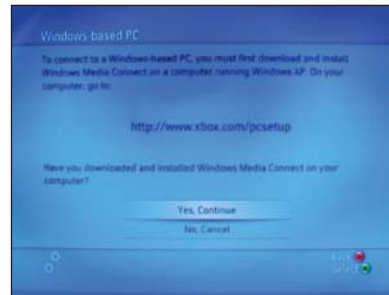 Windows-based PC
To connect to a Windows-based PC, you must first download and install
Windows Media Connect on a computer running Windows XP. On your
computer, go to:
http://www.xbox.com/pcsetup
Have you downloaded and installed Windows Media Connect on your
computer?
Yes, Continue
No, Cancel
Back
Select